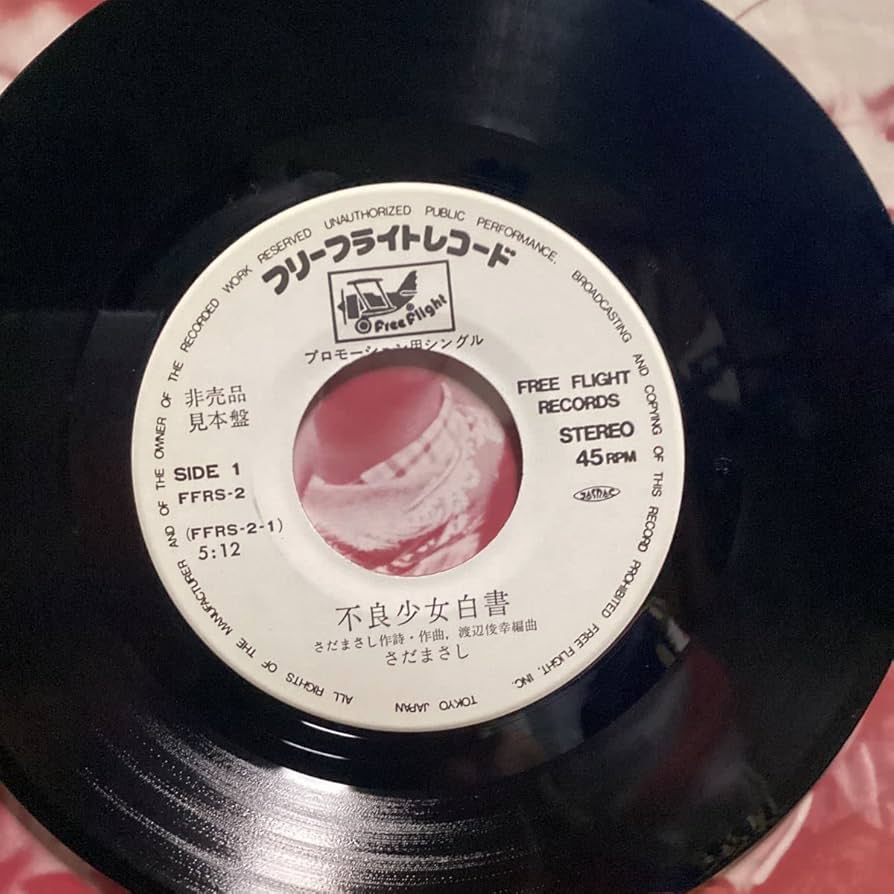 ALL RIGHTS OF THE MANUFACTURER AND OF THE OWNER OF THE RECORDED WORK RESERVED UNAUTHORIZED PUBLIC PERFORMANCE, BROADCASTING AND COPYING OF THIS RECORD PROHIBITED FREE FLIGHT, INC. TOKYO JAPAN
フリーフライトレコード
Free Flight
プロモーション用シングル
非売品
見本盤
SIDE 1
FFRS-2
(FFRS-2-1)
5:12
FREE FLIGHT
RECORDS
STEREO
45 RPM
JASRAC
不良少女白書
さだまさし作詩・作曲, 渡辺俊幸編曲
さだまさし